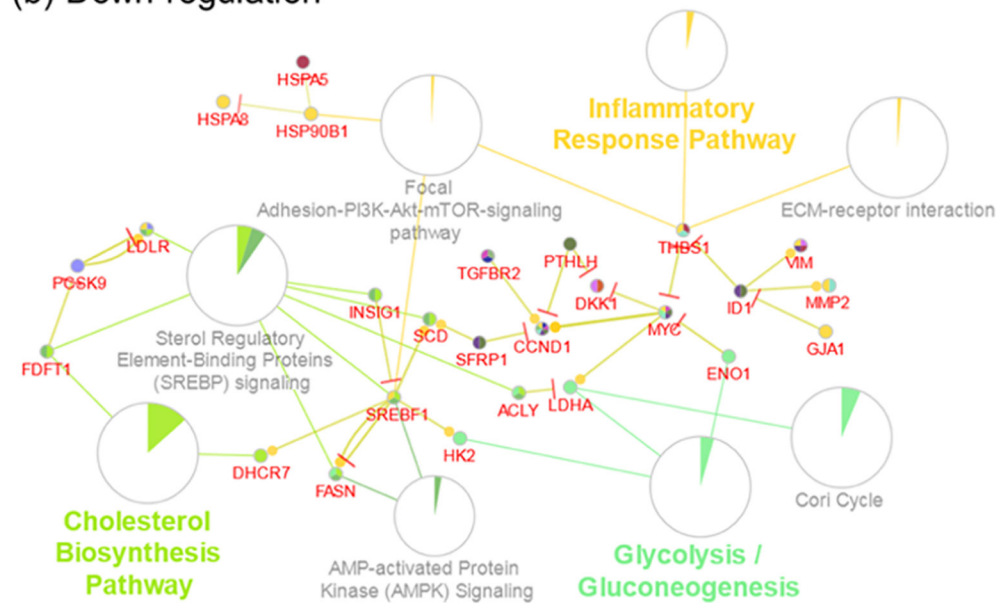 (b) Down regulation
HSPA5
HSPA8
HSP90B1
Inflammatory
Response Pathway
Focal
Adhesion-PI3K-Akt-mTOR-signaling
pathway
ECM-receptor interaction
LDLR
PCSK9
TGFBR2
PTHLH
THBS1
VIM
DKK1
ID1
MMP2
INSIG1
SCD
SFRP1
CCND1
MYC
GJA1
Sterol Regulatory
Element-Binding Proteins
(SREBP) signaling
FDFT1
ENO1
SREBF1
ACLY
LDHA
DHCR7
HK2
FASN
Cori Cycle
Cholesterol
Biosynthesis
Pathway
AMP-activated Protein
Kinase (AMPK) Signaling
Glycolysis /
Gluconeogenesis